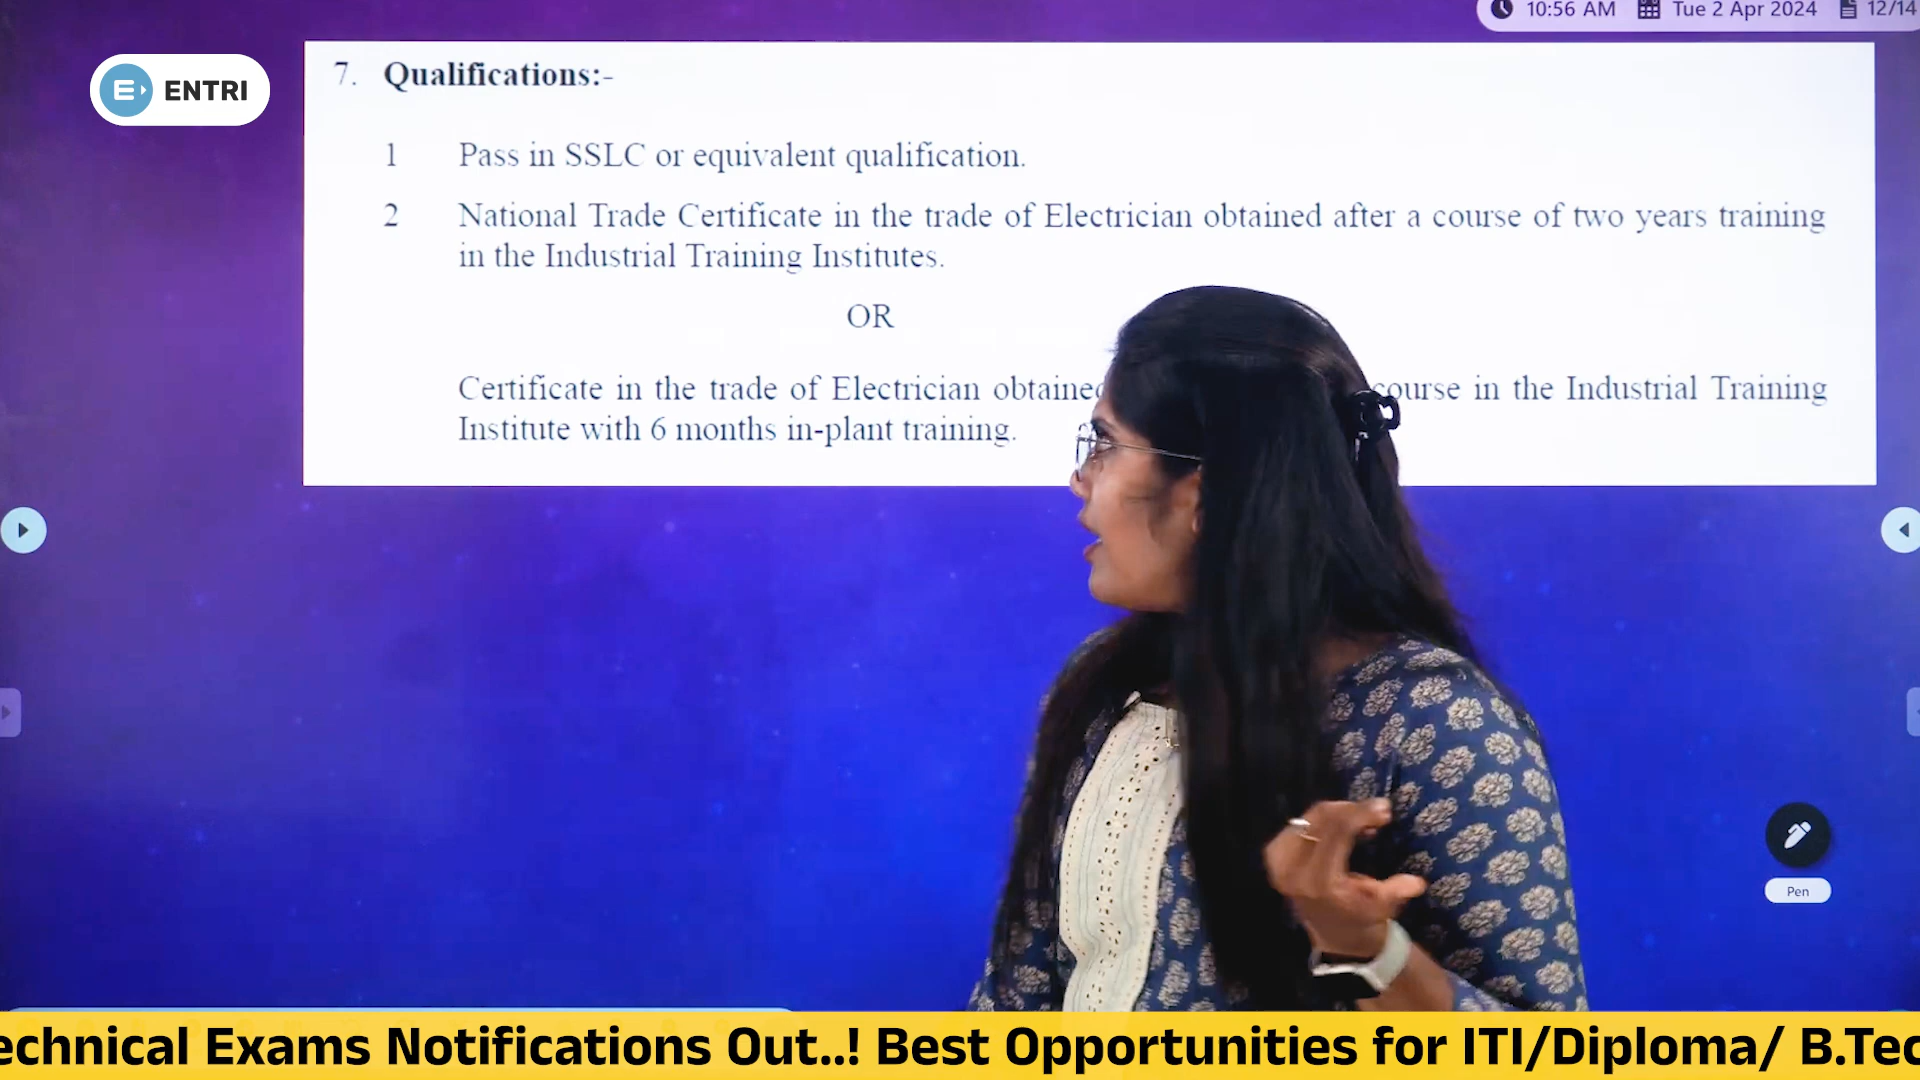 10:56 AM Tue 2 Apr 2024 12/14
ENTRI
7. Qualifications:-
1 Pass in SSLC or equivalent qualification.
2 National Trade Certificate in the trade of Electrician obtained after a course of two years training
in the Industrial Training Institutes.
OR
Certificate in the trade of Electrician obtained course in the Industrial Training
Institute with 6 months in-plant training.
Pen
echnical Exams Notifications Out..! Best Opportunities for ITI/Diploma/ B.Tec